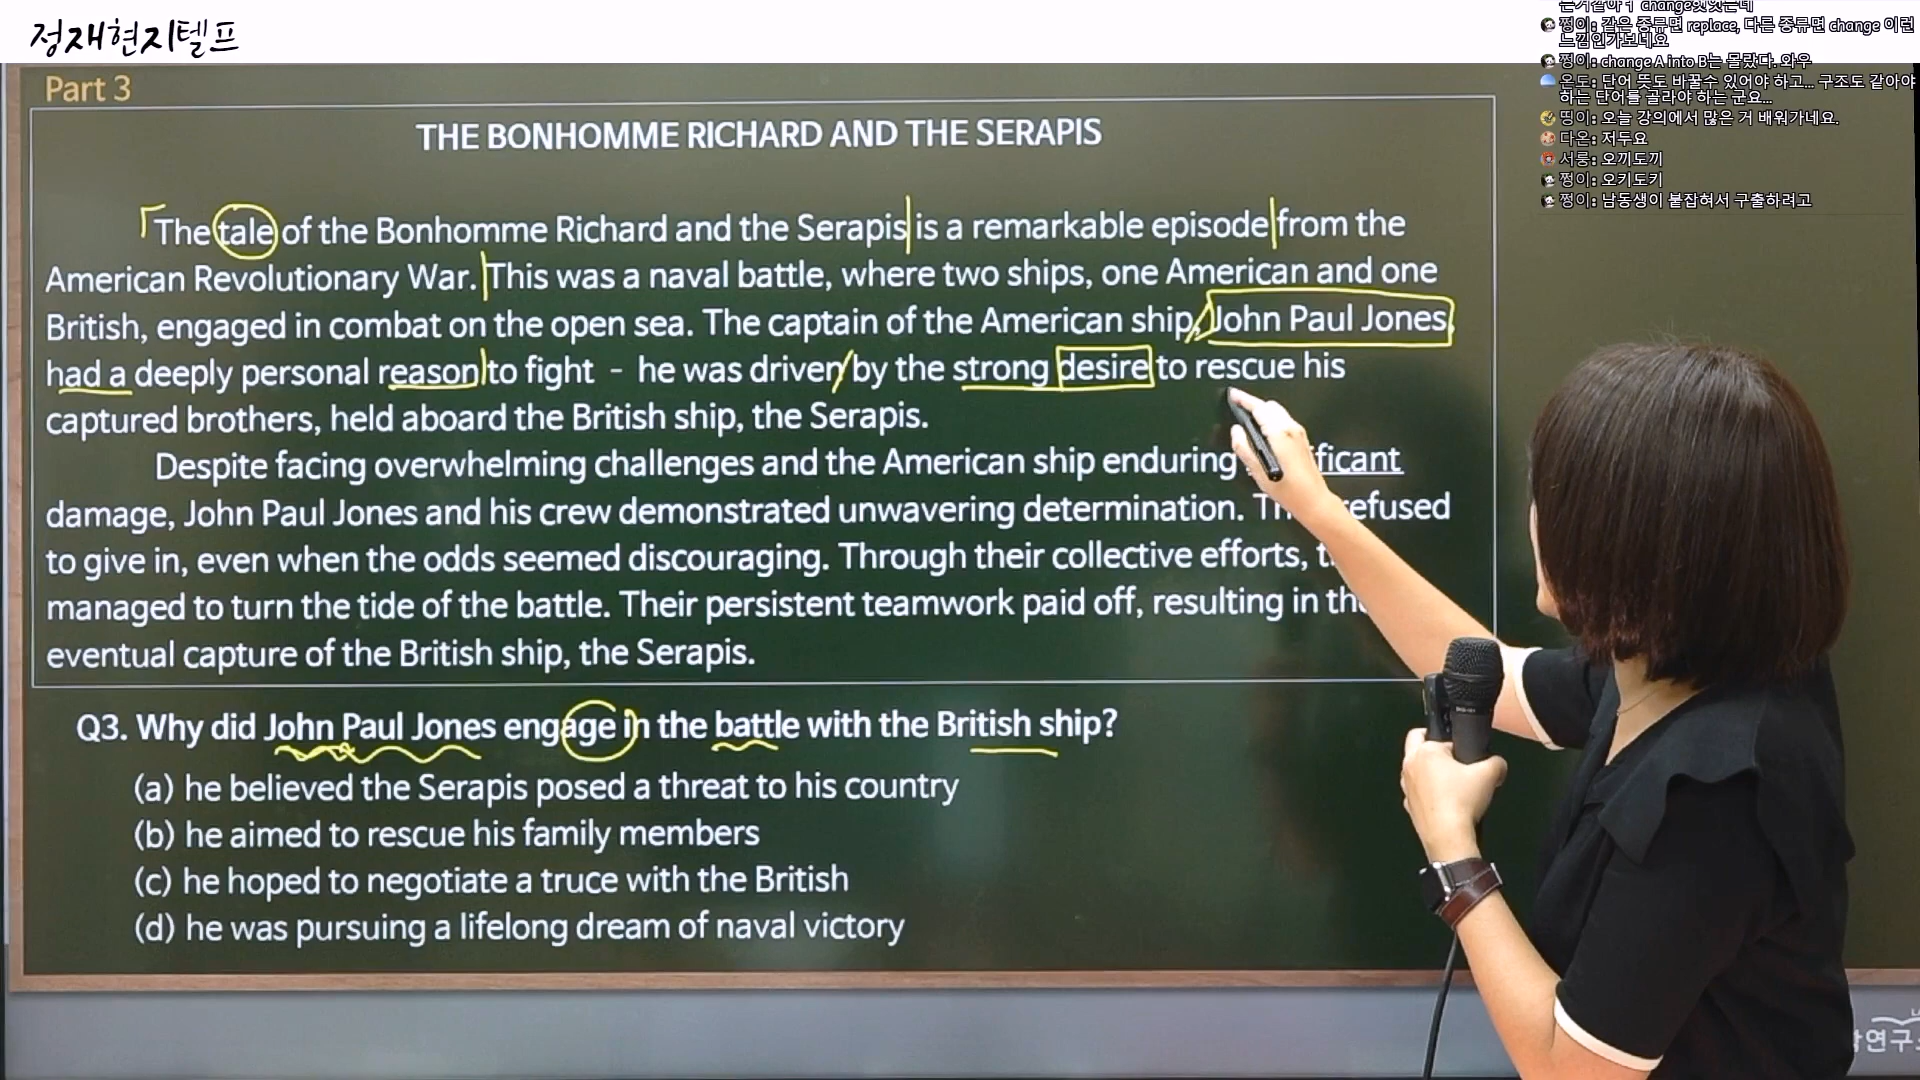 정재현지텔프
Part 3
THE BONHOMME RICHARD AND THE SERAPIS
The tale of the Bonhomme Richard and the Serapis is a remarkable episode from the
American Revolutionary War. This was a naval battle, where two ships, one American and one
British, engaged in combat on the open sea. The captain of the American ship, John Paul Jones,
had a deeply personal reason to fight - he was driven by the strong desire to rescue his
captured brothers, held aboard the British ship, the Serapis.
Despite facing overwhelming challenges and the American ship enduring ificant
damage, John Paul Jones and his crew demonstrated unwavering determination. refused
to give in, even when the odds seemed discouraging. Through their collective efforts,
managed to turn the tide of the battle. Their persistent teamwork paid off, resulting in
eventual capture of the British ship, the Serapis.
Q3. Why did John Paul Jones engage in the battle with the British ship?
(a) he believed the Serapis posed a threat to his country
(b) he aimed to rescue his family members
(c) he hoped to negotiate a truce with the British
(d) he was pursuing a lifelong dream of naval victory
쩡이: 같은 종류면 replace, 다른 종류면 change 이런
느낌인가보네요
쩡이: change A into B는 몰랐다. 와우
온도: 단어 뜻도 바꿀수 있어야 하고... 구조도 같아야
하는 단어를 골라야 하는 군요...
띵이: 오늘 강의에서 많은 거 배워가네요.
다온: 저두요
서룽: 오끼도끼
쩡이: 오키도키
쩡이: 남동생이 붙잡혀서 구출하려고